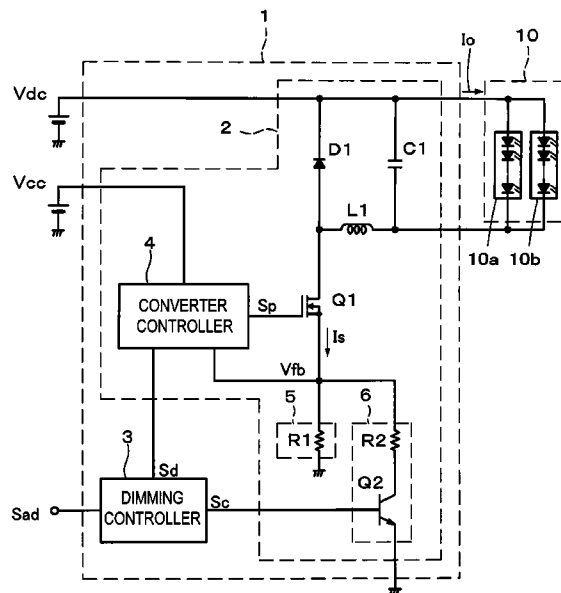 1
Io
10
Vdc
2
D1
C1
Vcc
L1
10a
10b
4
CONVERTER
CONTROLLER
Sp
Q1
Is
Vfb
5
6
R1
R2
3
Sd
Q2
Sad
DIMMING
CONTROLLER
Sc